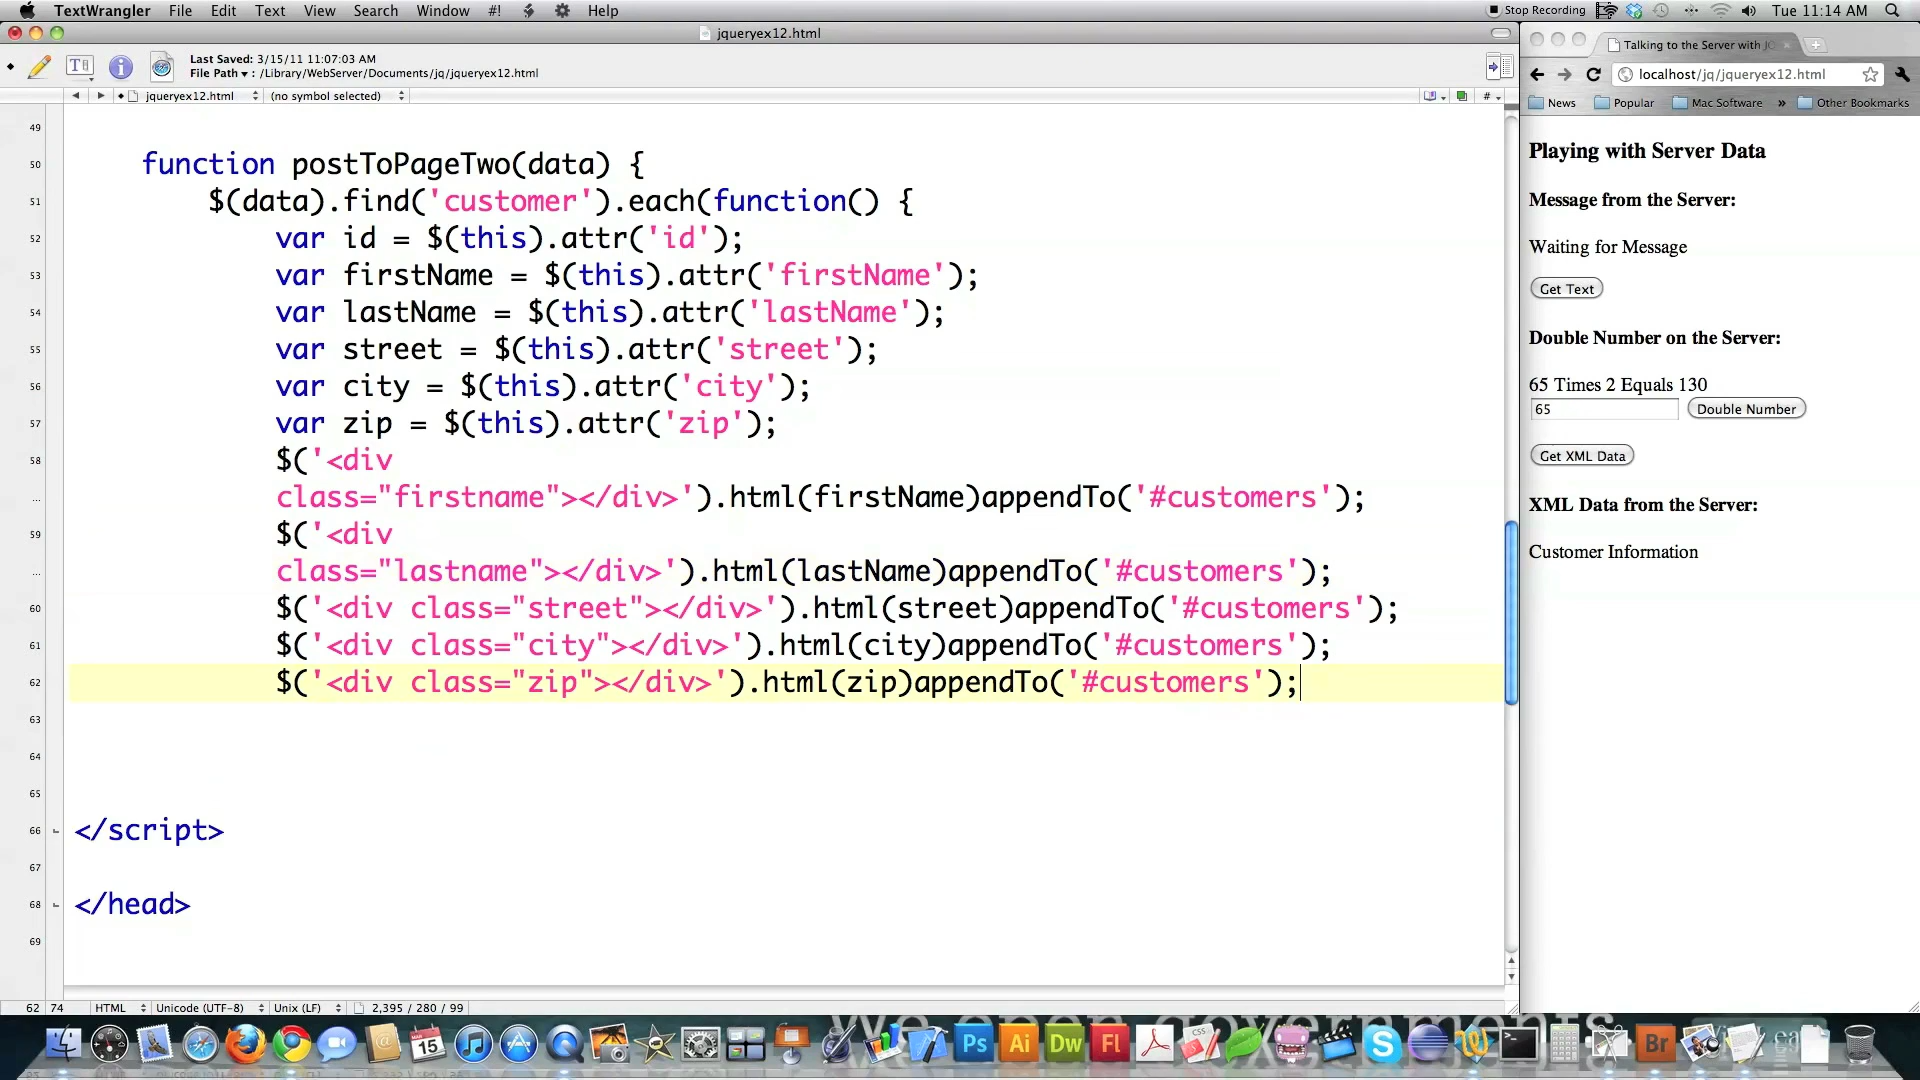 TextWrangler File Edit Text View Search Window #! Help Stop Recording Tue 11:14 AM
jqueryex12.html
Last Saved: 3/15/11 11:07:03 AM
File Path ▾ : /Library/WebServer/Documents/jq/jqueryex12.html
jqueryex12.html (no symbol selected)
49
50 function postToPageTwo(data) {
51 $(data).find('customer').each(function() {
52 var id = $(this).attr('id');
53 var firstName = $(this).attr('firstName');
54 var lastName = $(this).attr('lastName');
55 var street = $(this).attr('street');
56 var city = $(this).attr('city');
57 var zip = $(this).attr('zip');
58 $('<div
... class="firstname"></div>').html(firstName)appendTo('#customers');
59 $('<div
... class="lastname"></div>').html(lastName)appendTo('#customers');
60 $('<div class="street"></div>').html(street)appendTo('#customers');
61 $('<div class="city"></div>').html(city)appendTo('#customers');
62 $('<div class="zip"></div>').html(zip)appendTo('#customers');
63
64
65
66 </script>
67
68 </head>
69
62 74 HTML Unicode (UTF-8) Unix (LF) 2,395 / 280 / 99
Talking to the Server with JQ
localhost/jq/jqueryex12.html
News Popular Mac Software » Other Bookmarks
Playing with Server Data
Message from the Server:
Waiting for Message
Get Text
Double Number on the Server:
65 Times 2 Equals 130
65 Double Number
Get XML Data
XML Data from the Server:
Customer Information
15 Ps Ai Dw Fl CSS Br